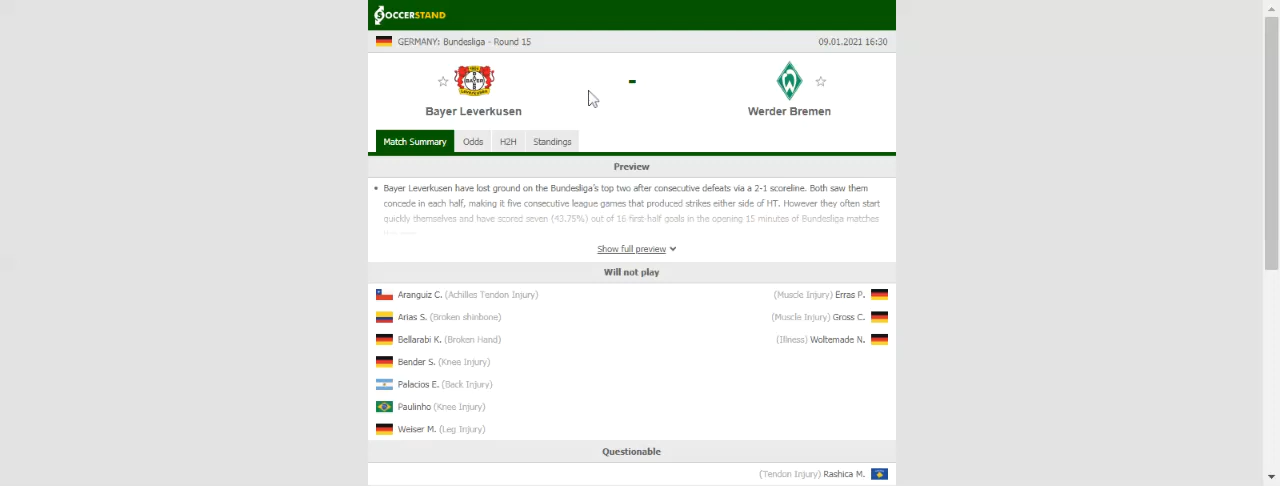 SOCCERSTAND
GERMANY: Bundesliga - Round 15 09.01.2021 16:30
-
Bayer Leverkusen Werder Bremen
Match Summary Odds H2H Standings
Preview
Bayer Leverkusen have lost ground on the Bundesliga's top two after consecutive defeats via a 2-1 scoreline. Both saw them
concede in each half, making it five consecutive league games that produced strikes either side of HT. However they often start
quickly themselves and have scored seven (43.75%) out of 16 first-half goals in the opening 15 minutes of Bundesliga matches
Show full preview
Will not play
Aranguiz C. (Achilles Tendon Injury) (Muscle Injury) Erras P.
Arias S. (Broken shinbone) (Muscle Injury) Gross C.
Bellarabi K. (Broken Hand) (Illness) Woltemade N.
Bender S. (Knee Injury)
Palacios E. (Back Injury)
Paulinho (Knee Injury)
Weiser M. (Leg Injury)
Questionable
(Tendon Injury) Rashica M.